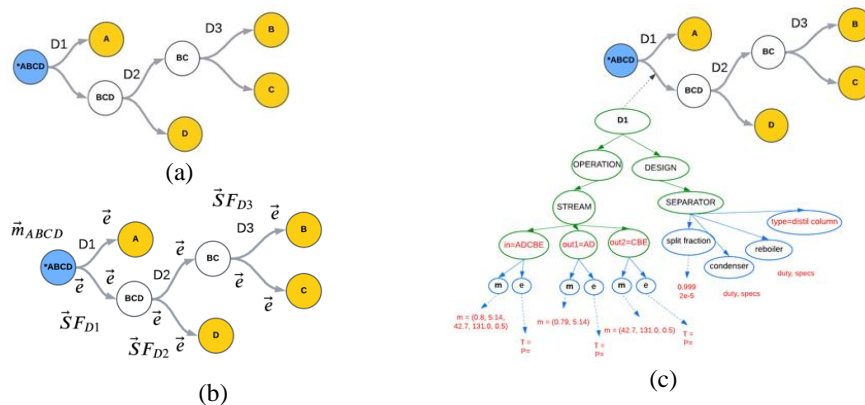 D1
A
*ABCD
D2
BCD
BC
D3
B
C
D
(a)
m⃗ABCD
D1
e⃗
A
*ABCD
e⃗
e⃗
BCD
S⃗FD1
D2
e⃗
e⃗
S⃗FD2
e⃗
D
BC
S⃗FD3
D3
e⃗
B
e⃗
e⃗
C
(b)
D1
A
*ABCD
D2
BCD
BC
D3
B
C
D
D1
OPERATION
DESIGN
STREAM
SEPARATOR
in=ADCBE
out1=AD
out2=CBE
split fraction
condenser
reboiler
type=distil column
m
e
m
e
m
e
0.999
2e-5
duty, specs
duty, specs
m = (0.8, 5.14,
42.7, 131.0, 0.5)
m = (0.79, 5.14)
m = (42.7, 131.0, 0.5)
T =
P=
T =
P=
T =
P=
(c)